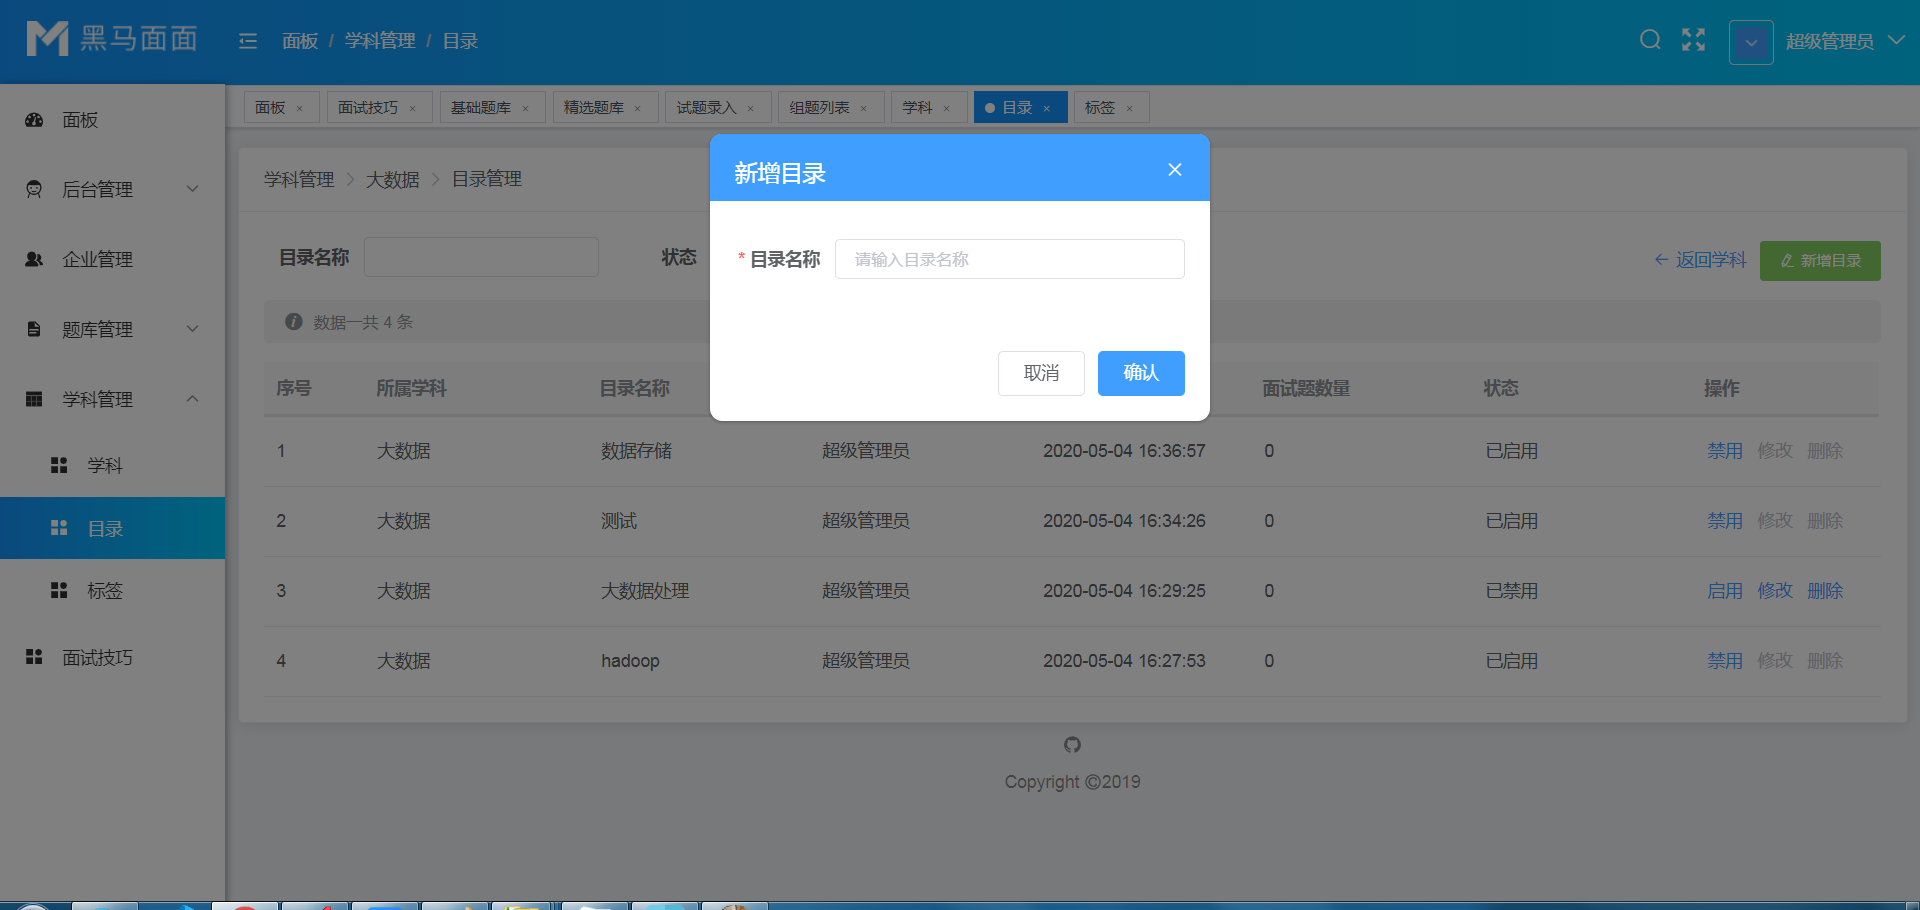 黑马面面
面板 / 学科管理 / 目录
超级管理员
面板 ×
面试技巧 ×
基础题库 ×
精选题库 ×
试题录入 ×
组题列表 ×
学科 ×
目录 ×
标签 ×
面板
后台管理
企业管理
题库管理
学科管理
学科
目录
标签
面试技巧
学科管理 > 大数据 > 目录管理
目录名称 状态
← 返回学科 新增目录
数据一共 4 条
新增目录
* 目录名称 请输入目录名称
取消 确认
序号 所属学科 目录名称 面试题数量 状态 操作
1 大数据 数据存储 超级管理员 2020-05-04 16:36:57 0 已启用 禁用 修改 删除
2 大数据 测试 超级管理员 2020-05-04 16:34:26 0 已启用 禁用 修改 删除
3 大数据 大数据处理 超级管理员 2020-05-04 16:29:25 0 已禁用 启用 修改 删除
4 大数据 hadoop 超级管理员 2020-05-04 16:27:53 0 已启用 禁用 修改 删除
Copyright ©2019